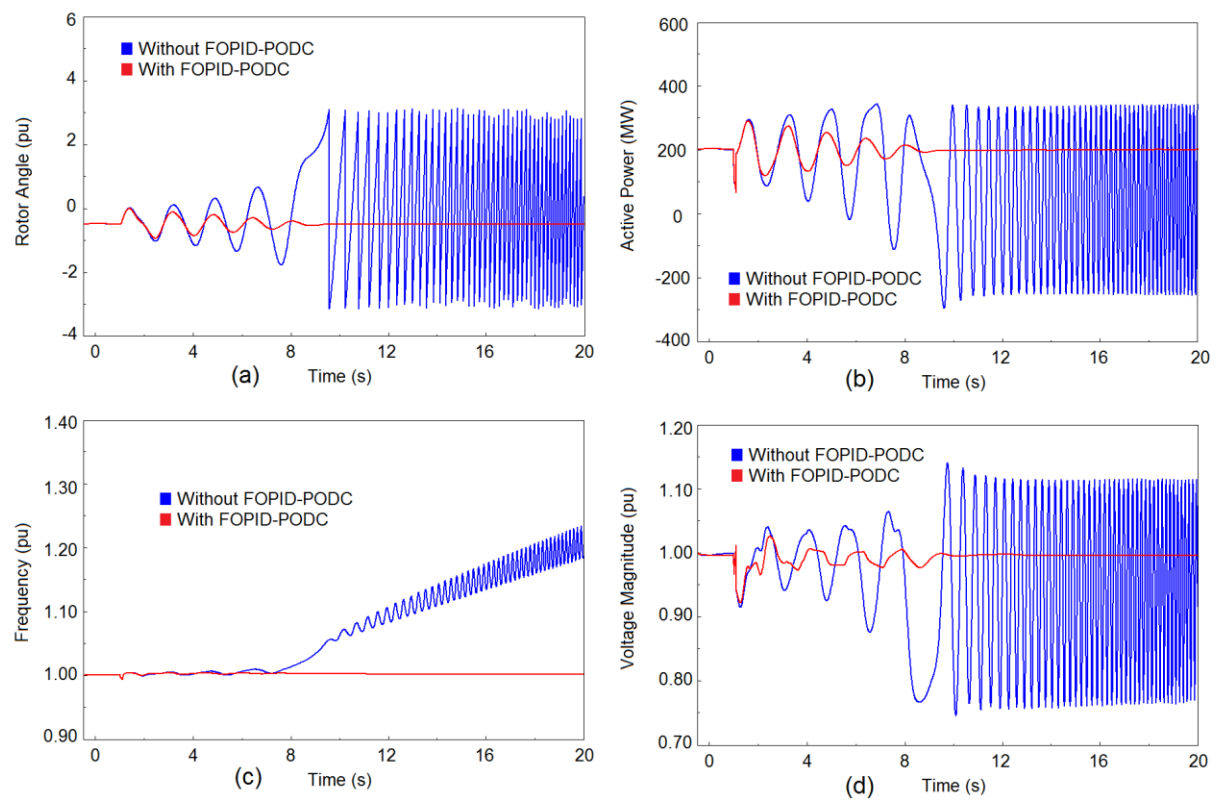 6
Without FOPID-PODC
With FOPID-PODC
4
2
0
-2
-4
Rotor Angle (pu)
0 4 8 12 16 20
(a) Time (s)
600
400
200
0
-200
-400
Active Power (MW)
Without FOPID-PODC
With FOPID-PODC
0 4 8 12 16 20
(b) Time (s)
1.40
1.30
1.20
1.10
1.00
0.90
Frequency (pu)
Without FOPID-PODC
With FOPID-PODC
0 4 8 12 16 20
(c) Time (s)
1.20
1.10
1.00
0.90
0.80
0.70
Voltage Magnitude (pu)
Without FOPID-PODC
With FOPID-PODC
0 4 8 12 16 20
(d) Time (s)